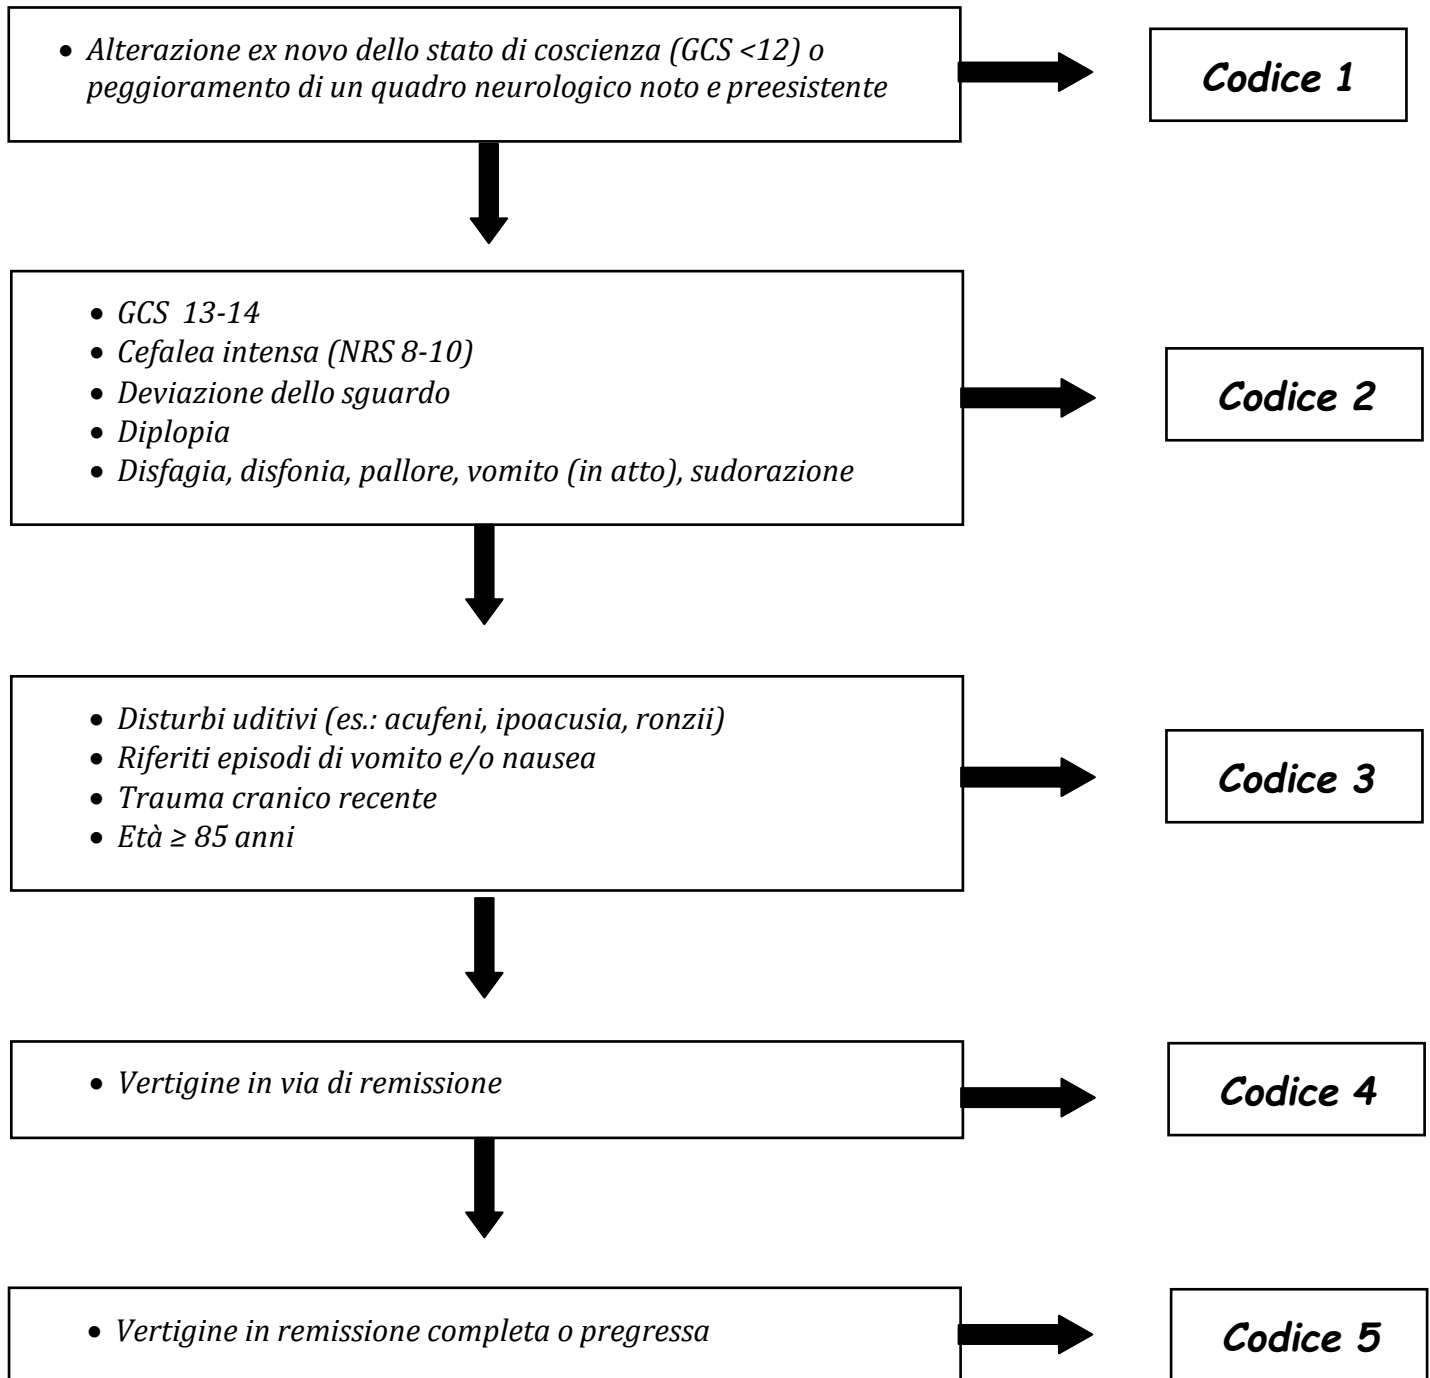 • Alterazione ex novo dello stato di coscienza (GCS <12) o
peggioramento di un quadro neurologico noto e preesistente
Codice 1
• GCS  13-14
• Cefalea intensa (NRS 8-10)
• Deviazione dello sguardo
• Diplopia
• Disfagia, disfonia, pallore, vomito (in atto), sudorazione
Codice 2
• Disturbi uditivi (es.: acufeni, ipoacusia, ronzii)
• Riferiti episodi di vomito e/o nausea
• Trauma cranico recente
• Età ≥ 85 anni
Codice 3
• Vertigine in via di remissione
Codice 4
• Vertigine in remissione completa o pregressa
Codice 5